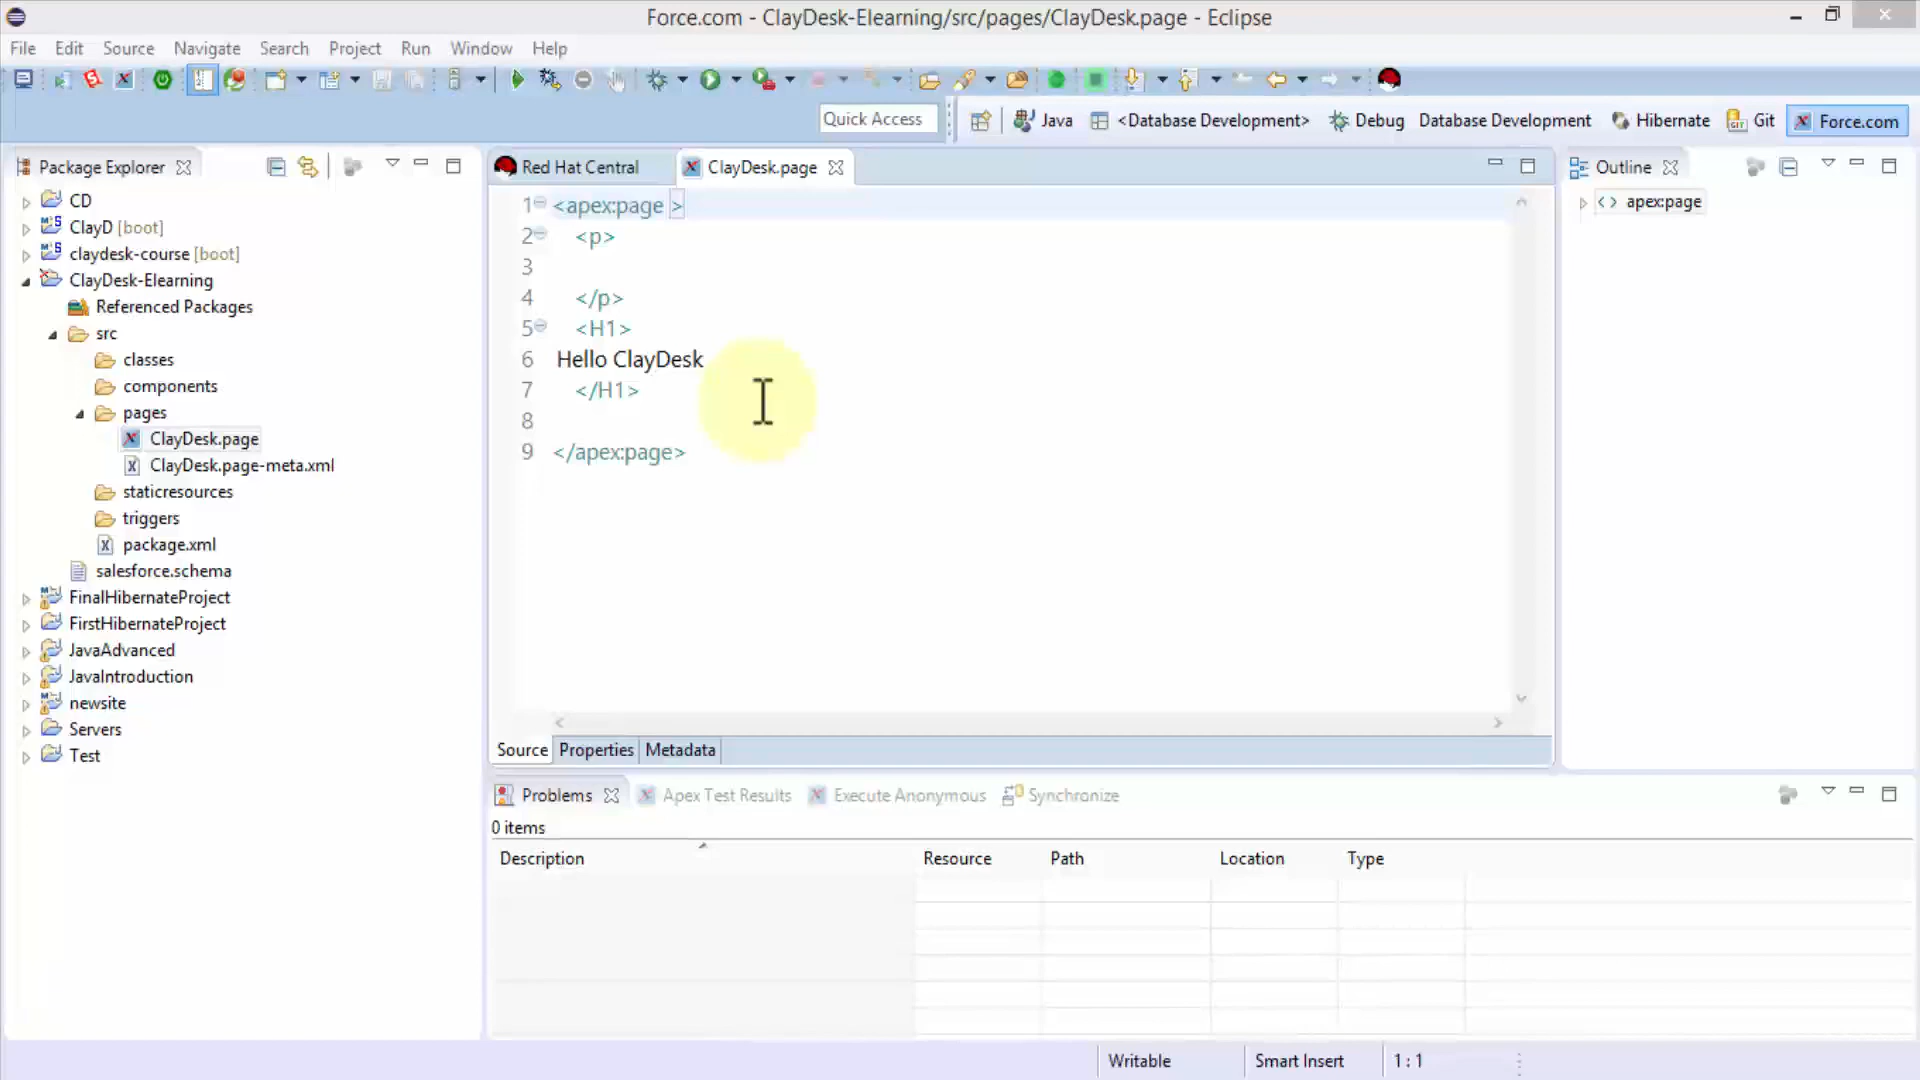 Force.com - ClayDesk-Elearning/src/pages/ClayDesk.page - Eclipse
File Edit Source Navigate Search Project Run Window Help
Quick Access Java <Database Development> Debug Database Development Hibernate Git Force.com
Package Explorer
CD
ClayD [boot]
claydesk-course [boot]
ClayDesk-Elearning
Referenced Packages
src
classes
components
pages
ClayDesk.page
ClayDesk.page-meta.xml
staticresources
triggers
package.xml
salesforce.schema
FinalHibernateProject
FirstHibernateProject
JavaAdvanced
JavaIntroduction
newsite
Servers
Test
Red Hat Central ClayDesk.page
1 <apex:page >
2 <p>
3
4 </p>
5 <H1>
6 Hello ClayDesk
7 </H1>
8
9 </apex:page>
Source Properties Metadata
Outline
apex:page
Problems Apex Test Results Execute Anonymous Synchronize
0 items
Description Resource Path Location Type
Writable Smart Insert 1 : 1